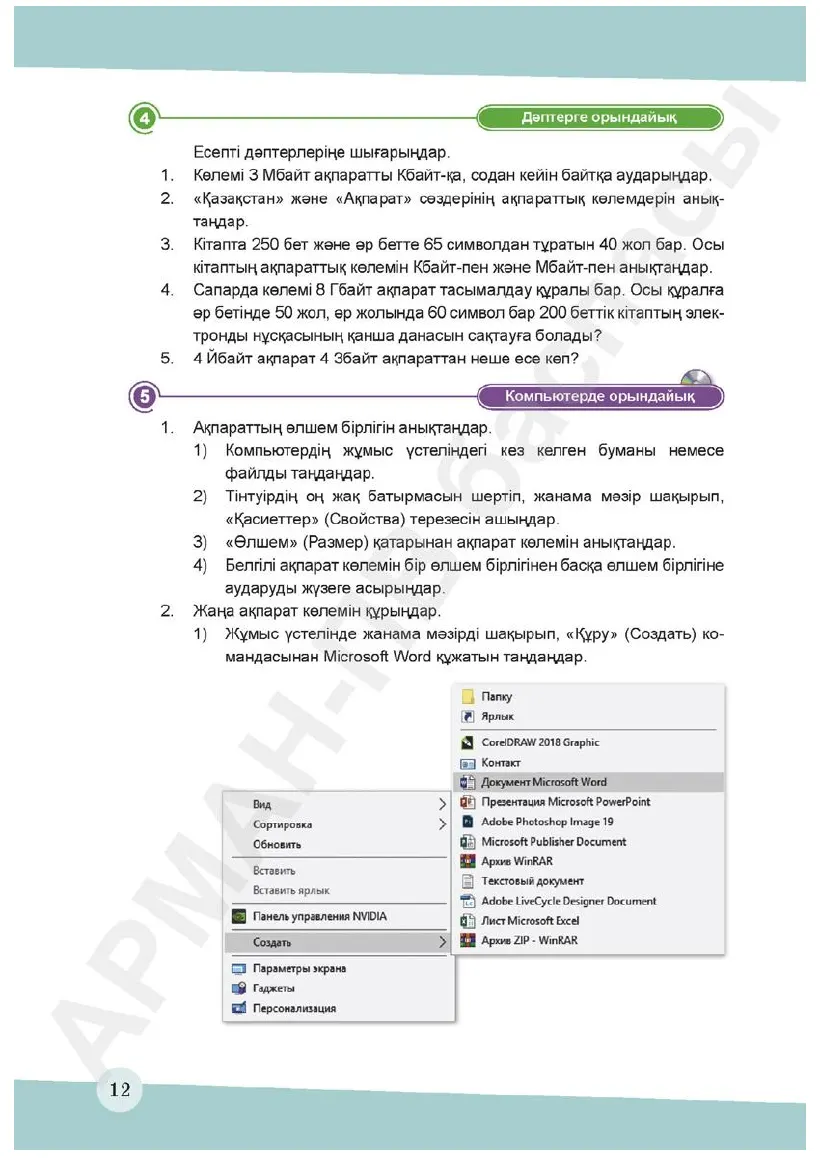 4
Дәптерге орындайық
Есепті дәптерлеріңе шығарыңдар.
1. Көлемі 3 Мбайт ақпаратты Кбайт-қа, содан кейін байтқа аударыңдар.
2. «Қазақстан» және «Ақпарат» сөздерінің ақпараттық көлемдерін анық-
таңдар.
3. Кітапта 250 бет және әр бетте 65 символдан тұратын 40 жол бар. Осы
кітаптың ақпараттық көлемін Кбайт-пен және Мбайт-пен анықтаңдар.
4. Сапарда көлемі 8 Гбайт ақпарат тасымалдау құралы бар. Осы құралға
әр бетінде 50 жол, әр жолында 60 символ бар 200 беттік кітаптың элек-
тронды нұсқасының қанша данасын сақтауға болады?
5. 4 Йбайт ақпарат 4 Збайт ақпараттан неше есе көп?
5
Компьютерде орындайық
1. Ақпараттың өлшем бірлігін анықтаңдар.
1) Компьютердің жұмыс үстеліндегі кез келген буманы немесе
файлды таңдаңдар.
2) Тінтуірдің оң жақ батырмасын шертіп, жанама мәзір шақырып,
«Қасиеттер» (Свойства) терезесін ашыңдар.
3) «Өлшем» (Размер) қатарынан ақпарат көлемін анықтаңдар.
4) Белгілі ақпарат көлемін бір өлшем бірлігінен басқа өлшем бірлігіне
аударуды жүзеге асырыңдар.
2. Жаңа ақпарат көлемін құрыңдар.
1) Жұмыс үстелінде жанама мәзірді шақырып, «Құру» (Создать) ко-
мандасынан Microsoft Word құжатын таңдаңдар.
Папку
Ярлык
CorelDRAW 2018 Graphic
Контакт
Документ Microsoft Word
Презентация Microsoft PowerPoint
Adobe Photoshop Image 19
Microsoft Publisher Document
Архив WinRAR
Текстовый документ
Adobe LiveCycle Designer Document
Лист Microsoft Excel
Архив ZIP - WinRAR
Вид
Сортировка
Обновить
Вставить
Вставить ярлык
Панель управления NVIDIA
Создать
Параметры экрана
Гаджеты
Персонализация
12
АРМАН-ПВ баспасы